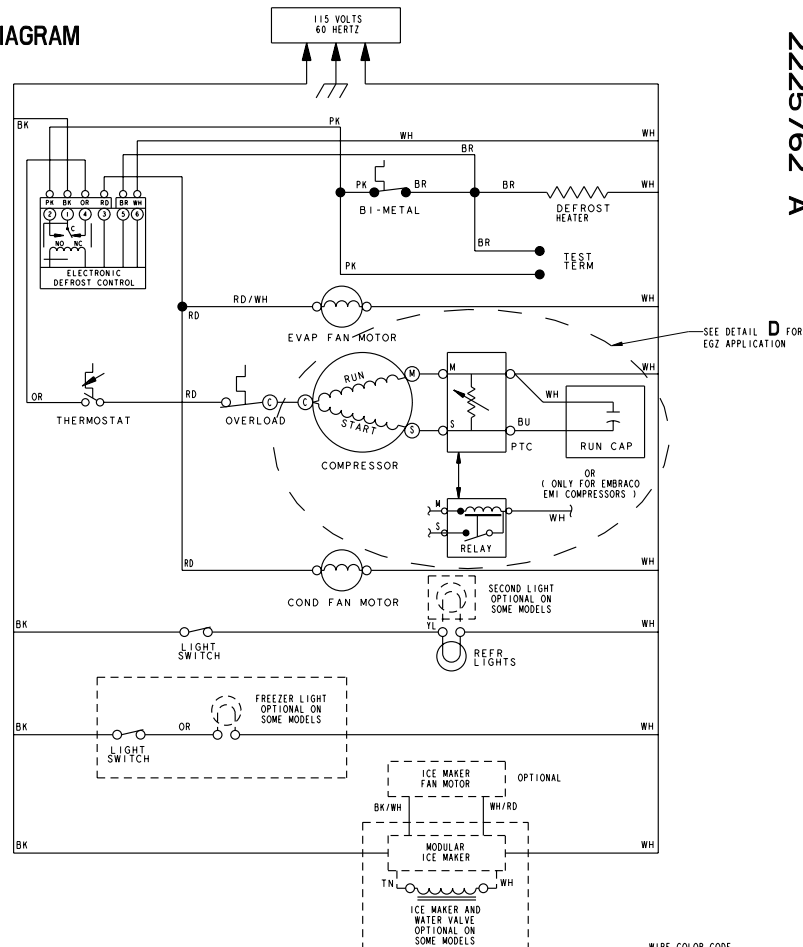 IAGRAM
115 VOLTS
60 HERTZ
2225762 A
BK
PK
WH
WH
BR
PK
BR
BR
WH
BI-METAL
DEFROST
HEATER
PK BK OR RD BR WH
2 1 4 3 5 6
C
NO NC
ELECTRONIC
DEFROST CONTROL
BR
TEST
TERM
PK
RD/WH
WH
RD
EVAP FAN MOTOR
SEE DETAIL D FOR
EGZ APPLICATION
OR
THERMOSTAT
RD
OVERLOAD
C
C
RUN
START
M
S
COMPRESSOR
M
S
PTC
WH
WH
BU
RUN CAP
OR
( ONLY FOR EMBRACO
EMI COMPRESSORS )
M
S
WH
RELAY
RD
WH
COND FAN MOTOR
SECOND LIGHT
OPTIONAL ON
SOME MODELS
BK
LIGHT
SWITCH
YL
WH
REFR
LIGHTS
FREEZER LIGHT
OPTIONAL ON
SOME MODELS
BK
OR
WH
LIGHT
SWITCH
ICE MAKER
FAN MOTOR
OPTIONAL
BK/WH
WH/RD
BK
MODULAR
ICE MAKER
WH
TN
WH
ICE MAKER AND
WATER VALVE
OPTIONAL ON
SOME MODELS
WIRE COLOR CODE